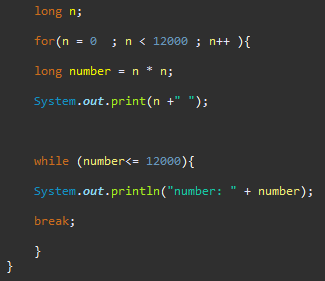 long n;
for(n = 0  ; n < 12000 ; n++ ){
long number = n * n;
System.out.print(n +" ");
while (number<= 12000){
System.out.println("number: " + number);
break;
}
}